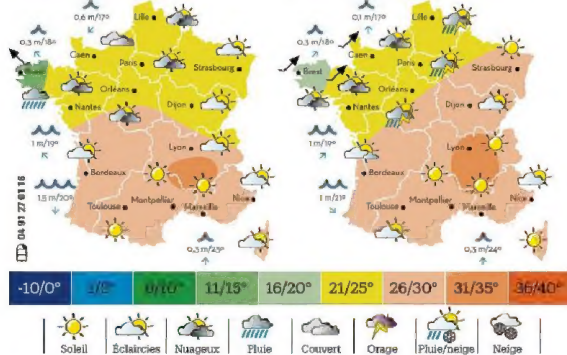 0,6 m/17°
Lille
0,3 m/18°
Caen
Paris
Strasbourg
Brest
Orléans
Nantes
Dijon
1 m/19°
Lyon
Bordeaux
1,5 m/20°
Toulouse
Montpellier
Marseille
Nice
0,3 m/23°
04 91 27 01 16
0,1 m/17°
Lille
0,3 m/18°
Caen
Paris
Strasbourg
Brest
Orléans
Nantes
Dijon
1 m/19°
Lyon
Bordeaux
1 m/21°
Toulouse
Montpellier
Marseille
Nice
0,3 m/24°
-10/0° 1/5° 6/10° 11/15° 16/20° 21/25° 26/30° 31/35° 36/40°
Soleil Éclaircies Nuageux Pluie Couvert Orage Pluie/neige Neige